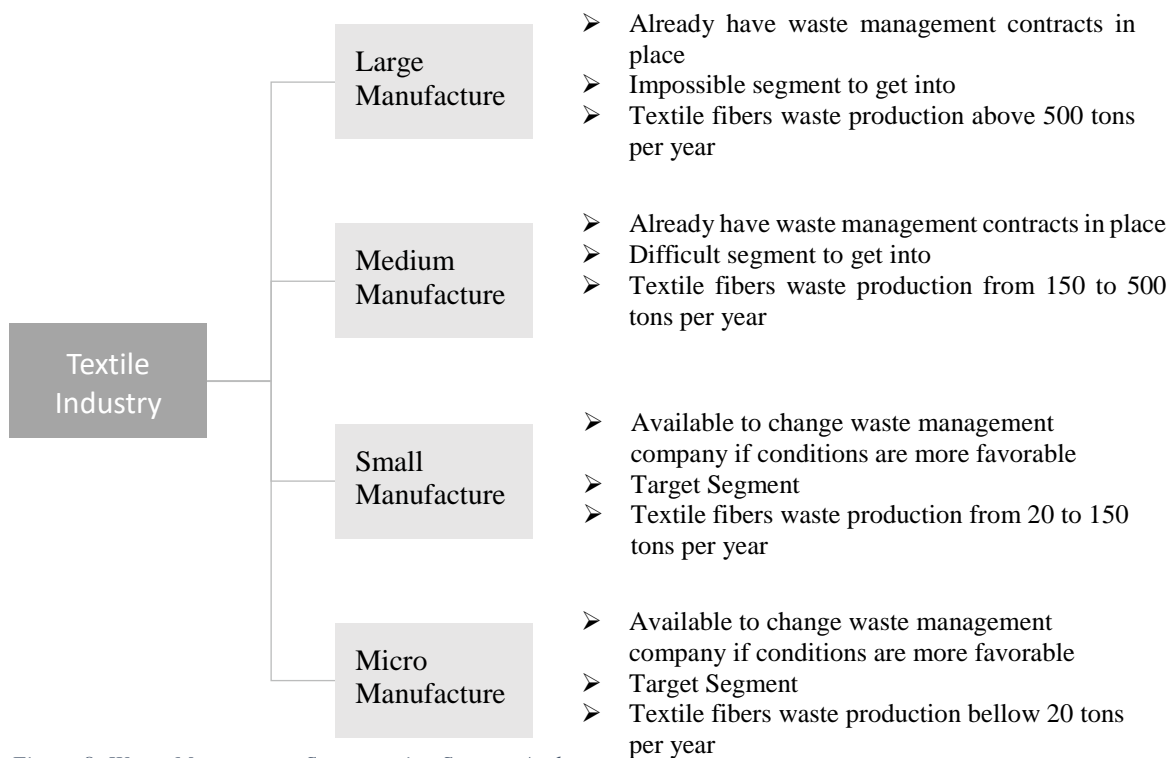 Large
Manufacture
➢ Already have waste management contracts in
place
➢ Impossible segment to get into
➢ Textile fibers waste production above 500 tons
per year
Medium
Manufacture
➢ Already have waste management contracts in place
➢ Difficult segment to get into
➢ Textile fibers waste production from 150 to 500
tons per year
Textile
Industry
Small
Manufacture
➢ Available to change waste management
company if conditions are more favorable
➢ Target Segment
➢ Textile fibers waste production from 20 to 150
tons per year
Micro
Manufacture
➢ Available to change waste management
company if conditions are more favorable
➢ Target Segment
➢ Textile fibers waste production bellow 20 tons
per year